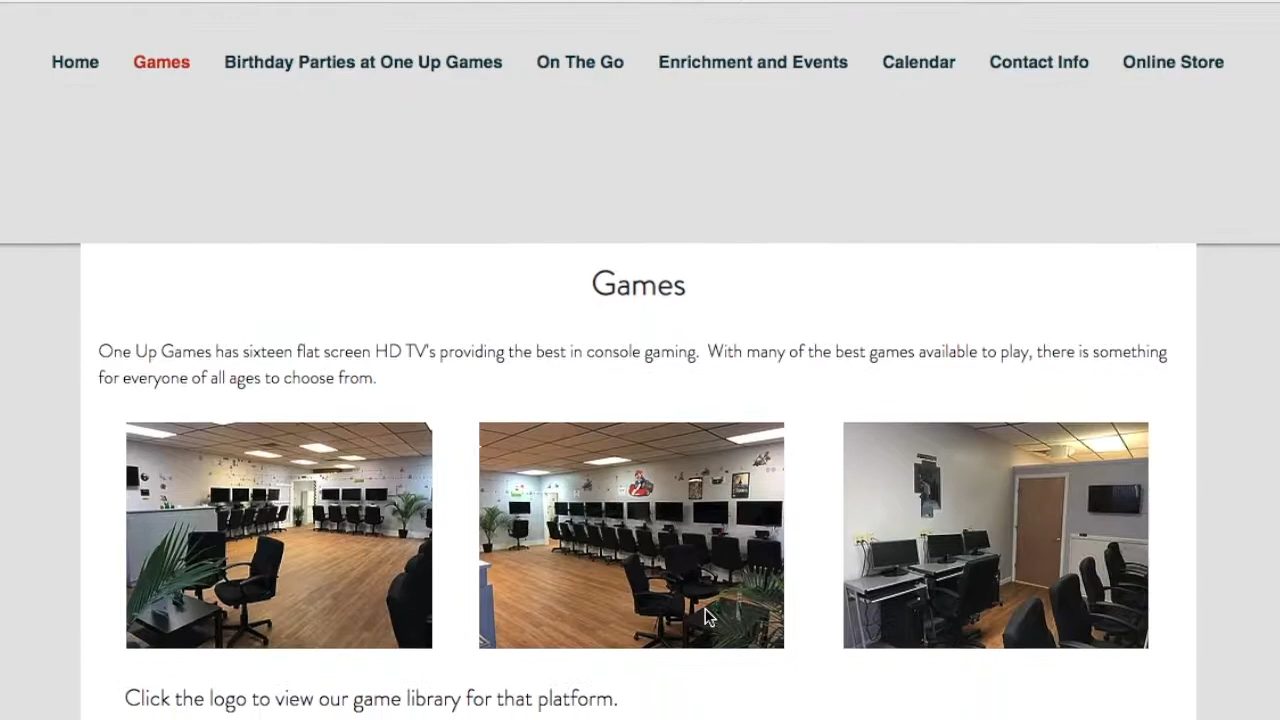 Home Games Birthday Parties at One Up Games On The Go Enrichment and Events Calendar Contact Info Online Store
Games
One Up Games has sixteen flat screen HD TV's providing the best in console gaming.  With many of the best games available to play, there is something
for everyone of all ages to choose from.
Click the logo to view our game library for that platform.